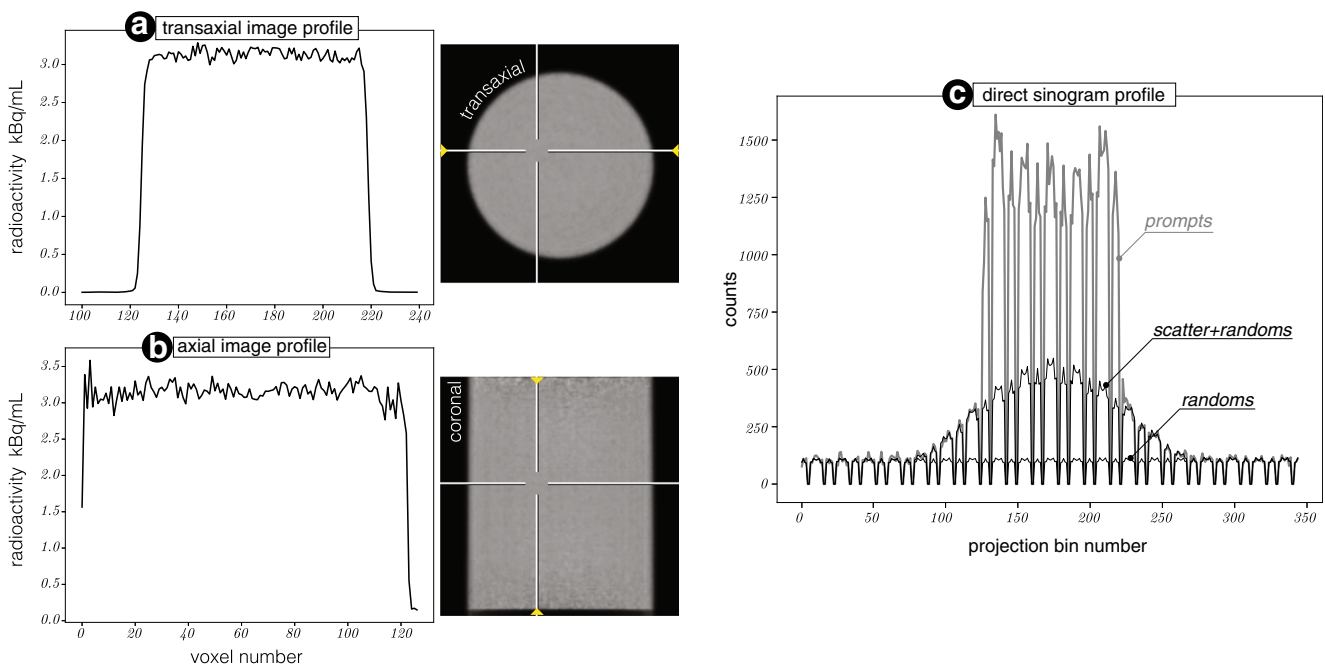 a transaxial image profile
radioactivity kBq/mL
3.0
2.5
2.0
1.5
1.0
0.5
0.0
100 120 140 160 180 200 220 240
transaxial/
b axial image profile
radioactivity kBq/mL
3.5
3.0
2.5
2.0
1.5
1.0
0.5
0.0
0 20 40 60 80 100 120
voxel number
coronal
c direct sinogram profile
counts
1500
1250
1000
750
500
250
0
prompts
scatter+randoms
randoms
0 50 100 150 200 250 300 350
projection bin number